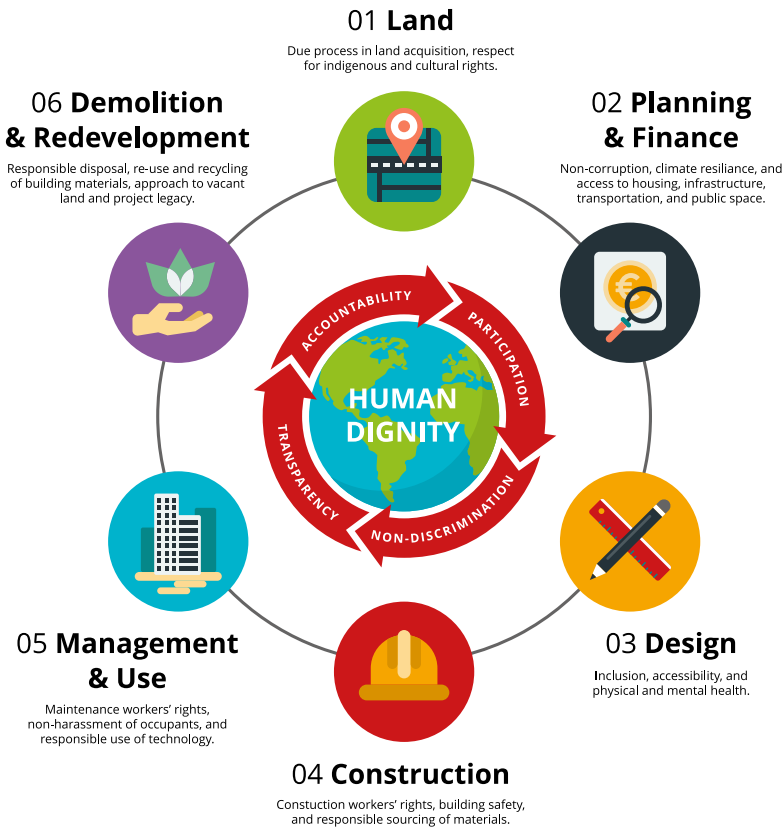 01 Land
Due process in land acquisition, respect
for indigenous and cultural rights.
02 Planning
& Finance
Non-corruption, climate resiliance, and
access to housing, infrastructure,
transportation, and public space.
03 Design
Inclusion, accessibility, and
physical and mental health.
04 Construction
Constuction workers' rights, building safety,
and responsible sourcing of materials.
05 Management
& Use
Maintenance workers' rights,
non-harassment of occupants, and
responsible use of technology.
06 Demolition
& Redevelopment
Responsible disposal, re-use and recycling
of building materials, approach to vacant
land and project legacy.
ACCOUNTABILITY
PARTICIPATION
NON-DISCRIMINATION
TRANSPARENCY
HUMAN
DIGNITY
€